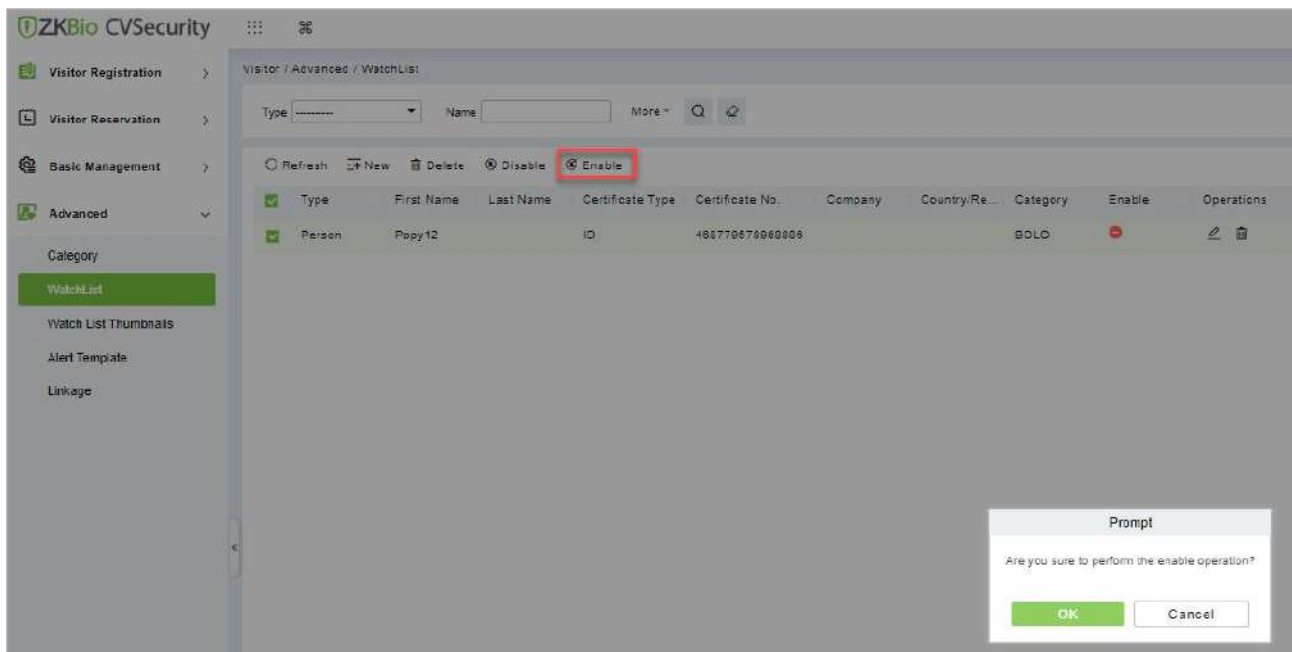 ZKBio CVSecurity
Visitor Registration
Visitor / Advanced / WatchList
Type ---------- Name More
Visitor Reservation
Basic Management
Refresh New Delete Disable Enable
Type First Name Last Name Certificate Type Certificate No. Company Country/Re... Category Enable Operations
Advanced
Person Popy12 ID BOLO
Category
WatchList
Watch List Thumbnails
Alert Template
Linkage
Prompt
Are you sure to perform the enable operation?
OK Cancel